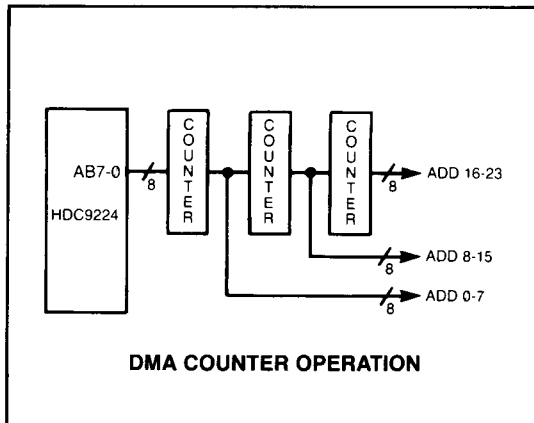 AB7-0
HDC9224
8
COUNTER
COUNTER
COUNTER
8
ADD 16-23
8
ADD 8-15
8
ADD 0-7
DMA COUNTER OPERATION